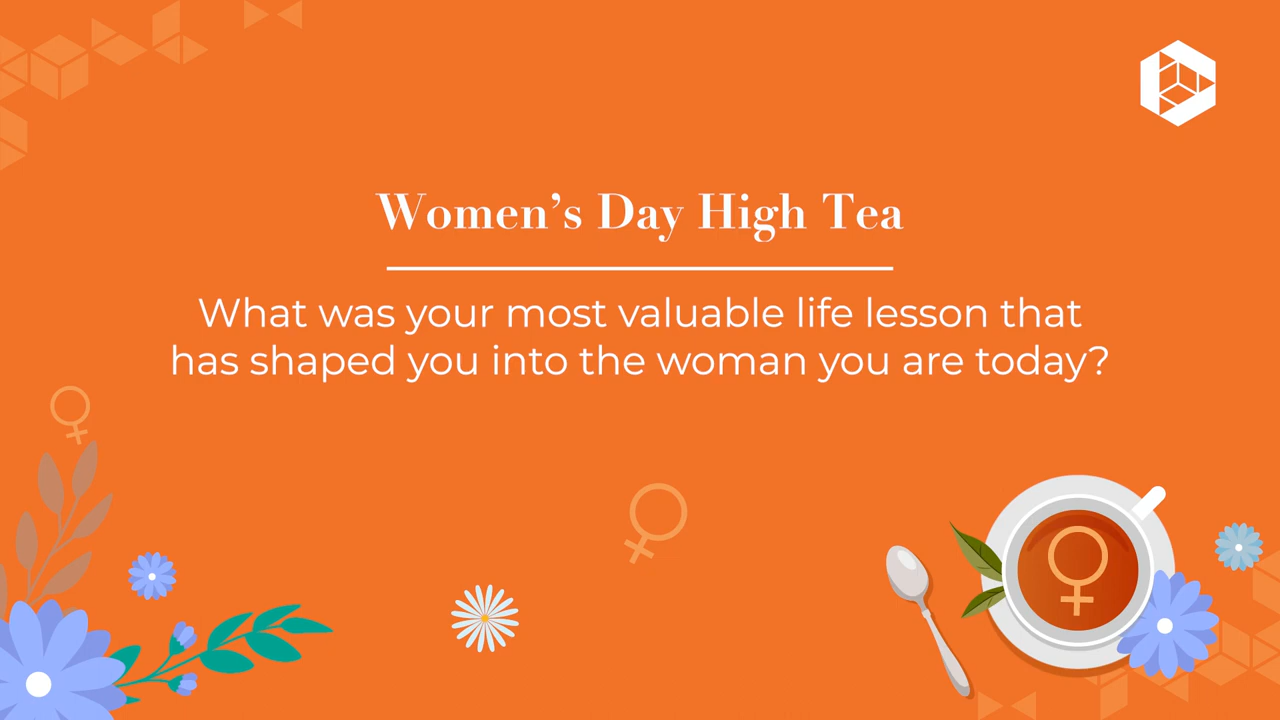 Women’s Day High Tea
What was your most valuable life lesson that
has shaped you into the woman you are today?